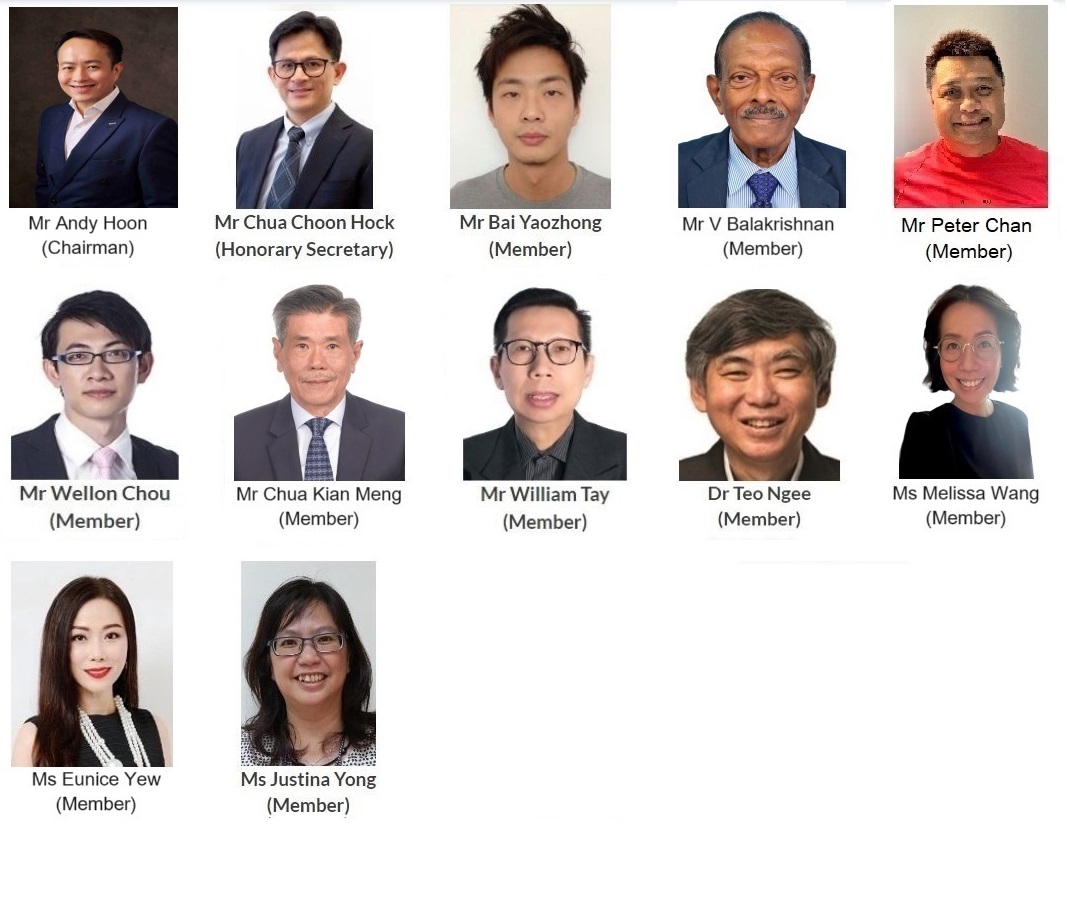 Mr Andy Hoon
(Chairman)
Mr Chua Choon Hock
(Honorary Secretary)
Mr Bai Yaozhong
(Member)
Mr V Balakrishnan
(Member)
Mr Peter Chan
(Member)
Mr Wellon Chou
(Member)
Mr Chua Kian Meng
(Member)
Mr William Tay
(Member)
Dr Teo Ngee
(Member)
Ms Melissa Wang
(Member)
Ms Eunice Yew
(Member)
Ms Justina Yong
(Member)